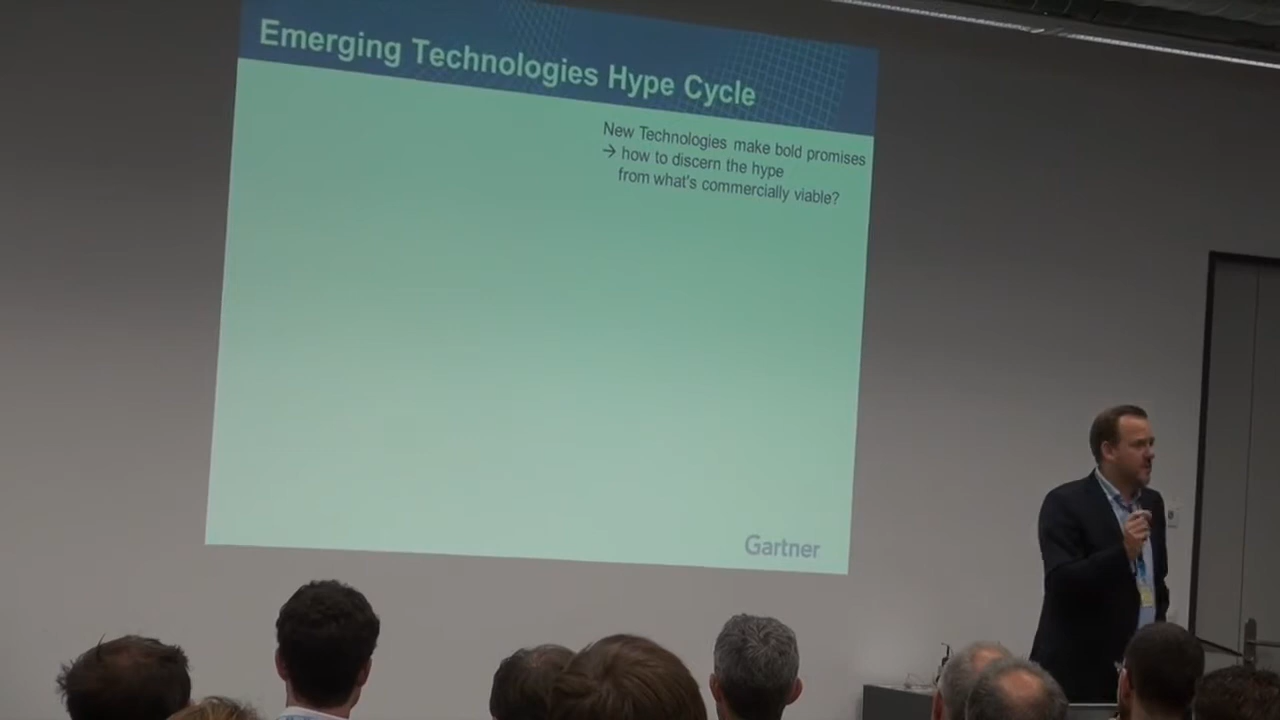 Emerging Technologies Hype Cycle
New Technologies make bold promises
→ how to discern the hype
from what's commercially viable?
Gartner